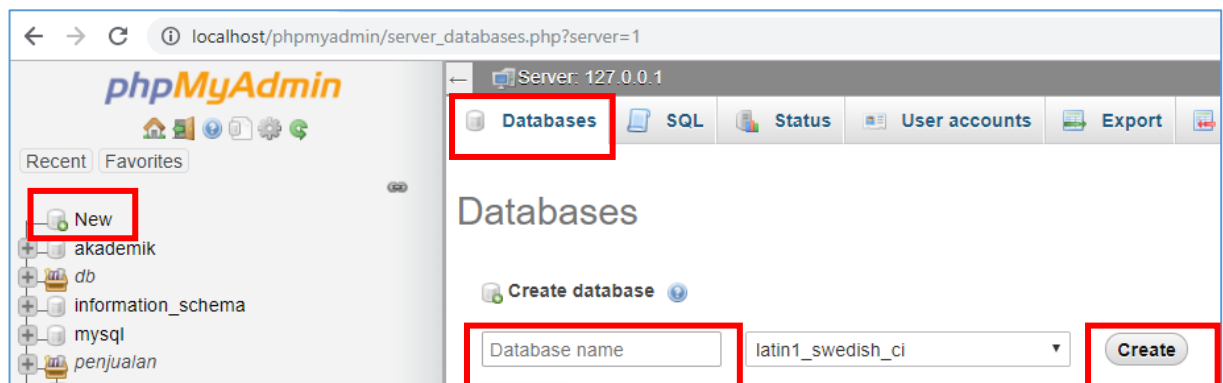 localhost/phpmyadmin/server_databases.php?server=1
phpMyAdmin
Recent Favorites
New
akademik
db
information_schema
mysql
penjualan
Server: 127.0.0.1
Databases SQL Status User accounts Export
Databases
Create database
Database name latin1_swedish_ci Create